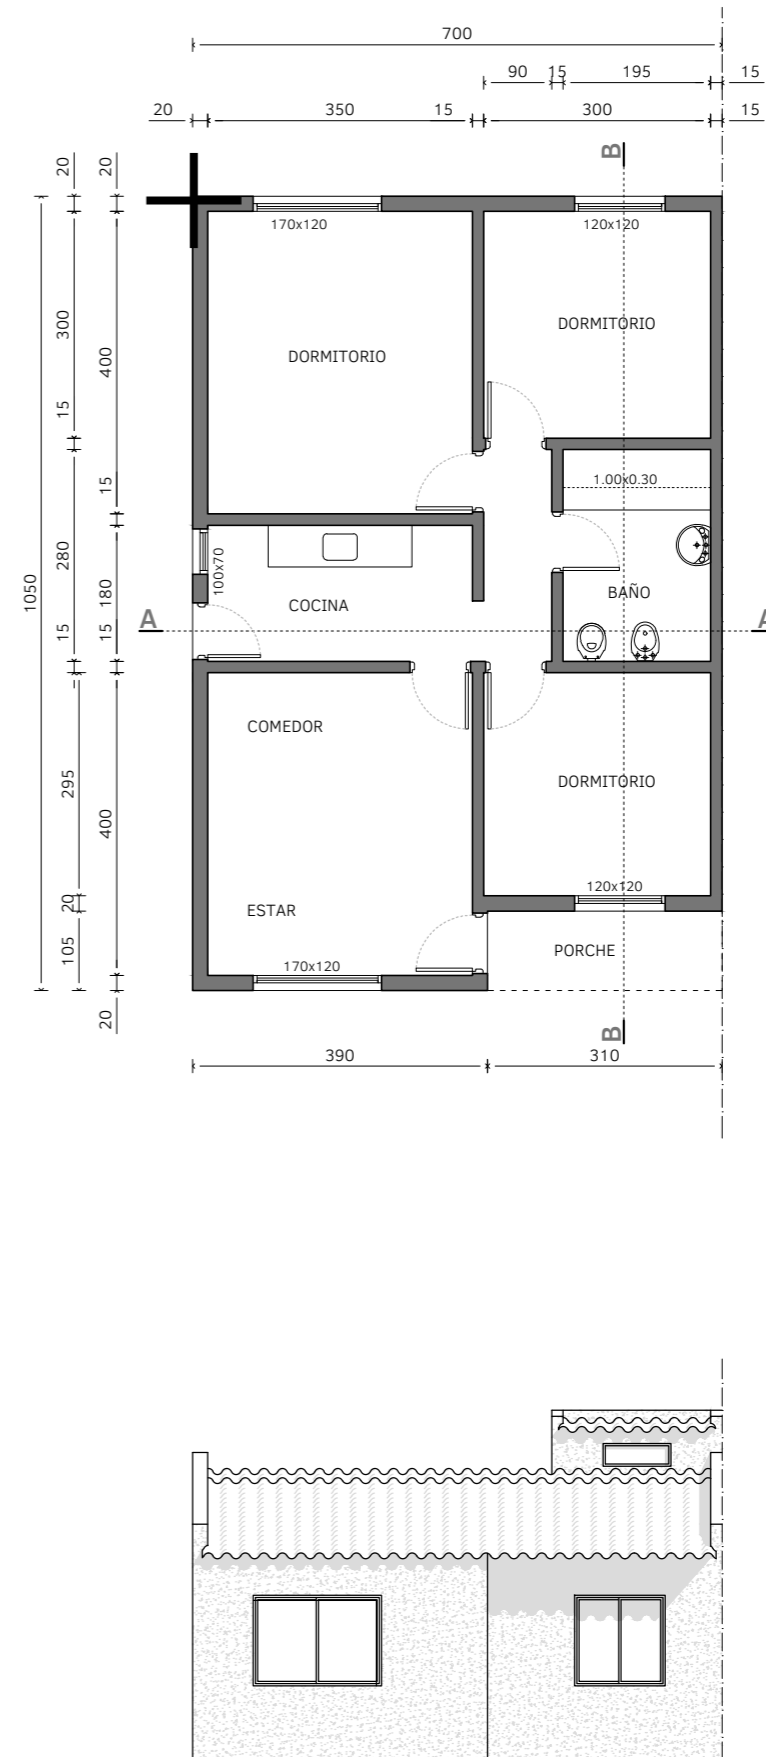 700
90 15 195 15
20 350 15 300 15
B
20 20
170x120 120x120
300
DORMITORIO
400
DORMITORIO
15
15
1.00x0.30
280
100x70
1050
180
BAÑO
COCINA
A A
15 15
COMEDOR
295
DORMITORIO
400
120x120
20
ESTAR
105
PORCHE
170x120
20
B
390 310